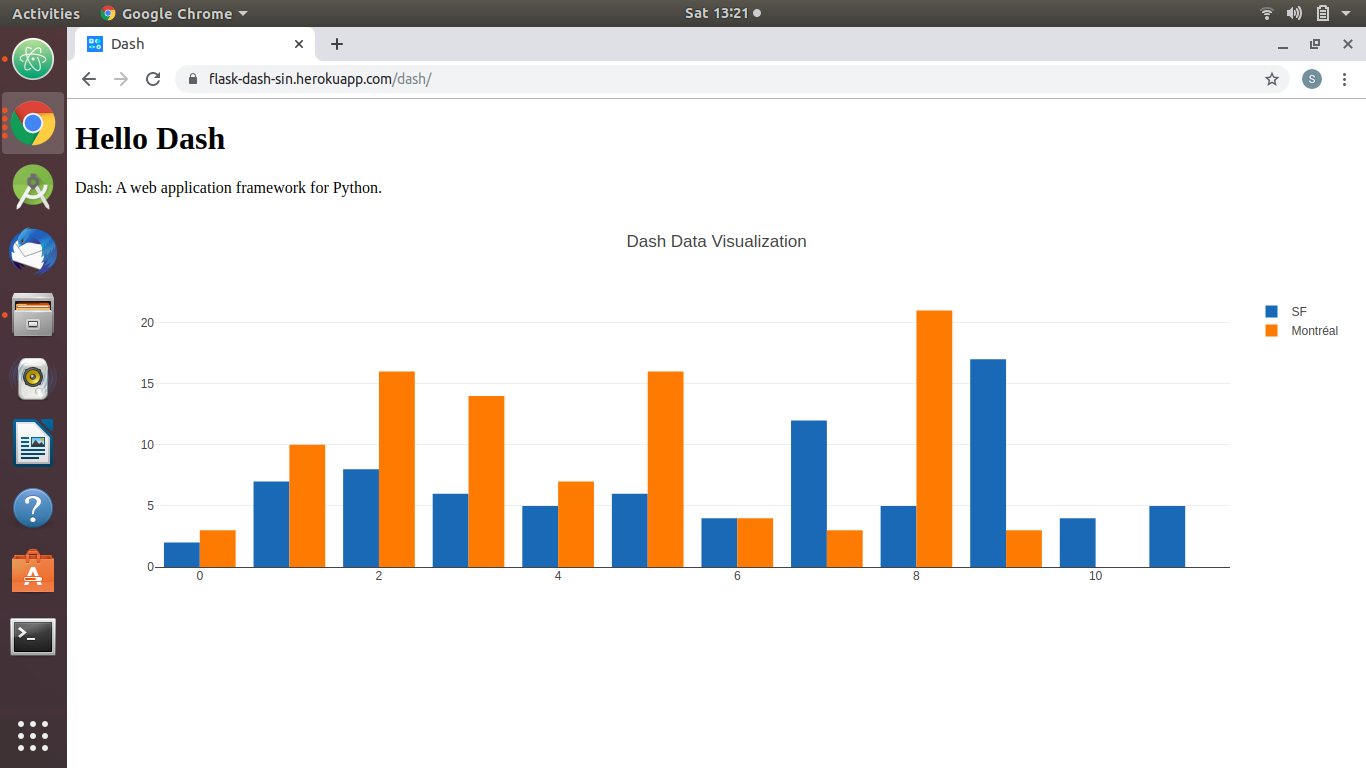 Activities Google Chrome Sat 13:21
Dash
flask-dash-sin.herokuapp.com/dash/ S
Hello Dash
Dash: A web application framework for Python.
Dash Data Visualization
SF
Montréal
20
15
10
5
0
0 2 4 6 8 10